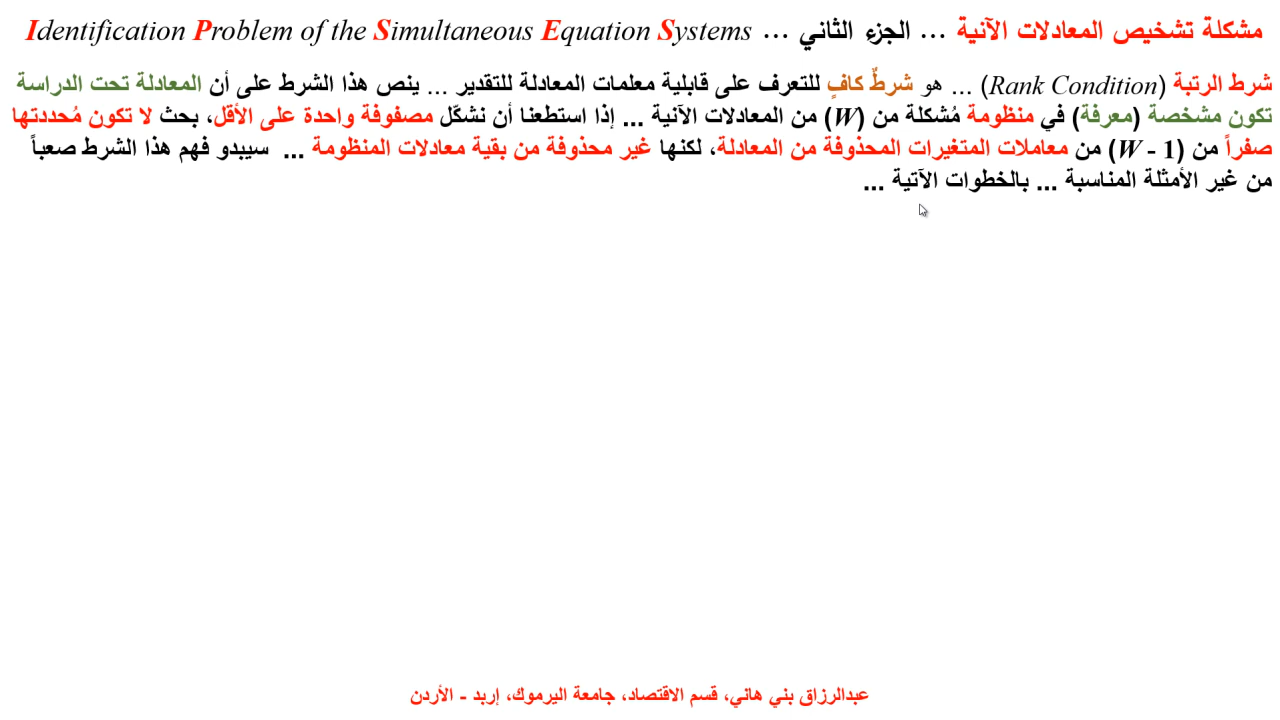 مشكلة تشخيص المعادلات الآنية ... الجزء الثاني ... Identification Problem of the Simultaneous Equation Systems
شرط الرتبة (Rank Condition) ... هو شرطٌ كافٍ للتعرف على قابلية معلمات المعادلة للتقدير ... ينص هذا الشرط على أن المعادلة تحت الدراسة
تكون مشخصة (معرفة) في منظومة مُشكلة من (W) من المعادلات الآنية ... إذا استطعنا أن نشكّل مصفوفة واحدة على الأقل، بحث لا تكون مُحددتها
صفراً من (W - 1) من معاملات المتغيرات المحذوفة من المعادلة، لكنها غير محذوفة من بقية معادلات المنظومة ... سيبدو فهم هذا الشرط صعباً
من غير الأمثلة المناسبة ... بالخطوات الآتية ...
عبدالرزاق بني هاني، قسم الاقتصاد، جامعة اليرموك، إربد - الأردن